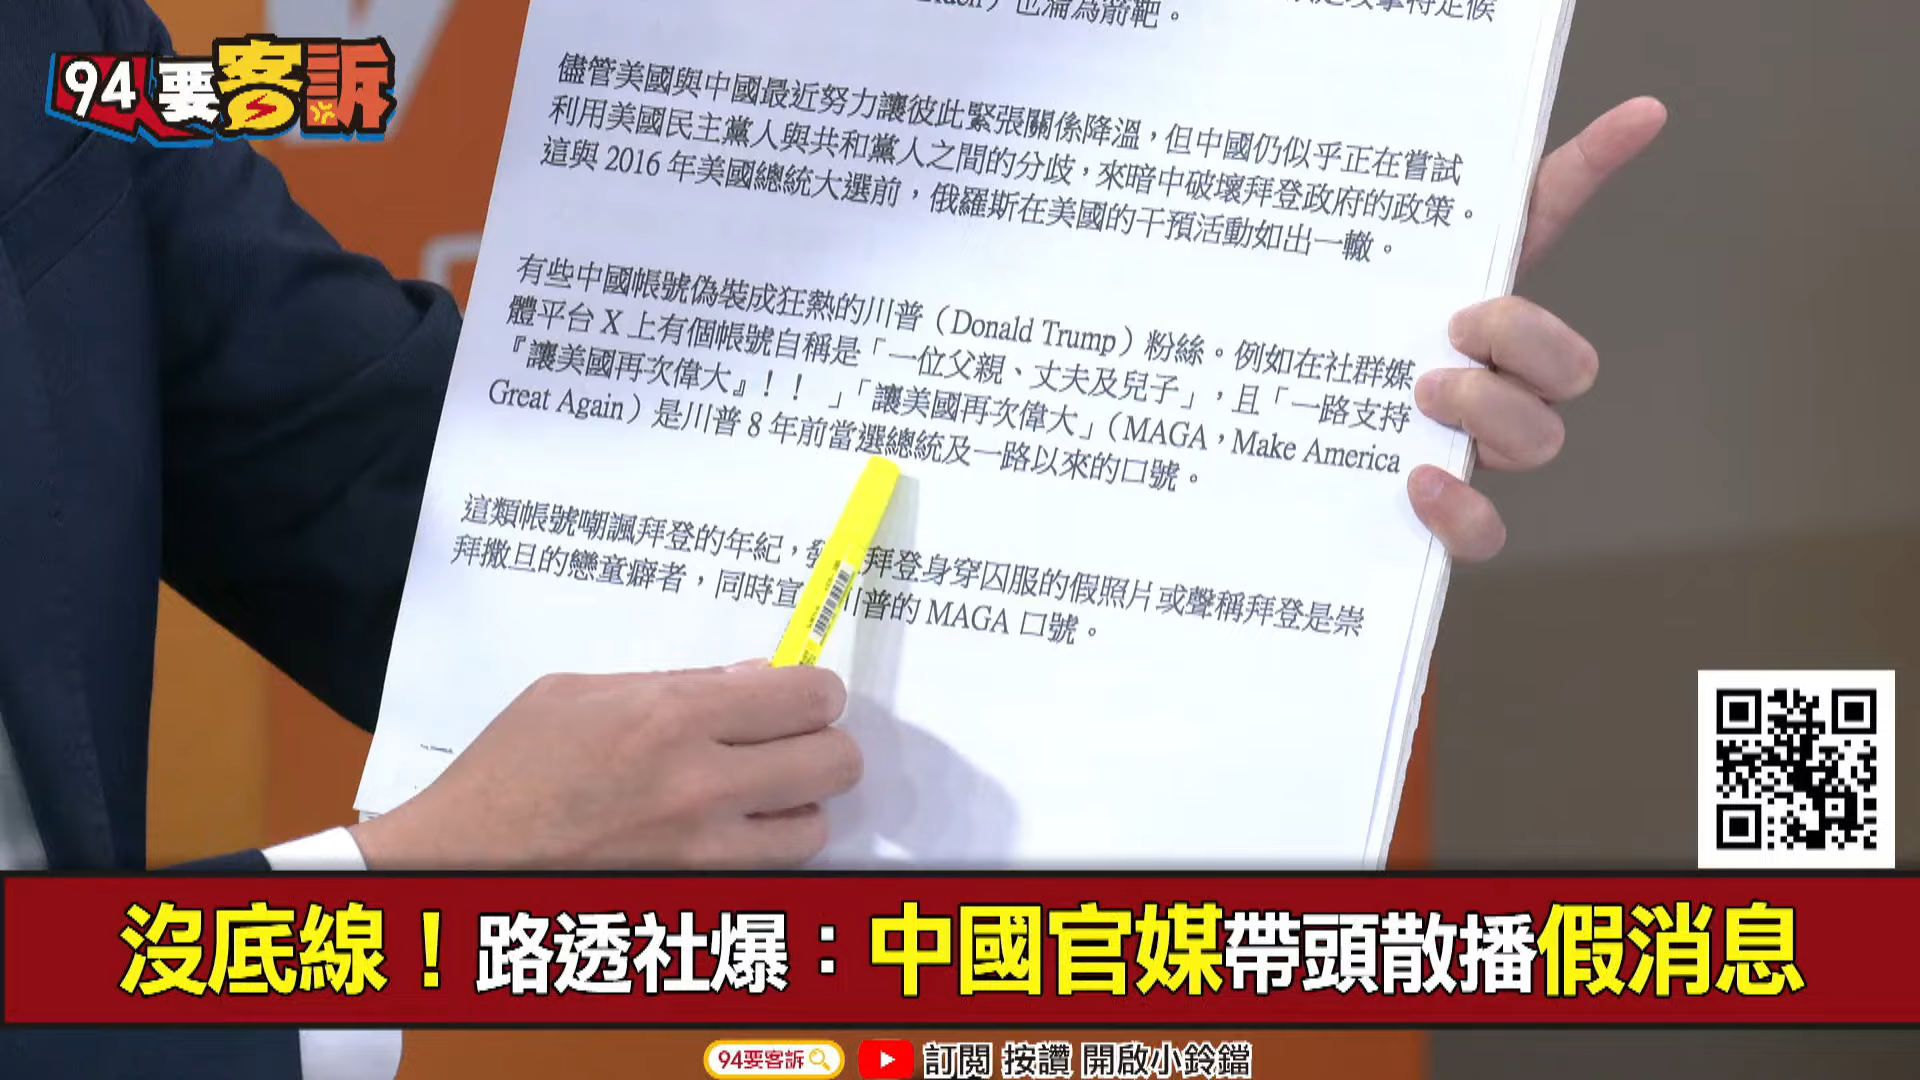 94要客訴
也淪為箭靶。
儘管美國與中國最近努力讓彼此緊張關係降溫，但中國仍似乎正在嘗試
利用美國民主黨人與共和黨人之間的分歧，來暗中破壞拜登政府的政策。
這與 2016 年美國總統大選前，俄羅斯在美國的干預活動如出一轍。
有些中國帳號偽裝成狂熱的川普（Donald Trump）粉絲。例如在社群媒
體平台 X 上有個帳號自稱是「一位父親、丈夫及兒子」，且「一路支持
『讓美國再次偉大』！！」「讓美國再次偉大」（MAGA，Make America
Great Again）是川普 8 年前當選總統及一路以來的口號。
這類帳號嘲諷拜登的年紀，發 拜登身穿囚服的假照片或聲稱拜登是崇
拜撒旦的戀童癖者，同時宣 川普的 MAGA 口號。
沒底線！路透社爆：中國官媒帶頭散播假消息
94要客訴 訂閱 按讚 開啟小鈴鐺